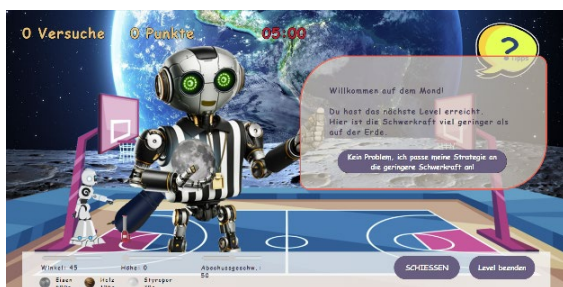 0 Versuche 0 Punkte 05:00
?
Tipps
Willkommen auf dem Mond!
Du hast das nächste Level erreicht.
Hier ist die Schwerkraft viel geringer als
auf der Erde.
Kein Problem, ich passe meine Strategie an
die geringere Schwerkraft an!
Winkel: 45 Höhe: 0 Abschussgeschw.:
50
SCHIESSEN Level beenden
Eisen Holz Styropor